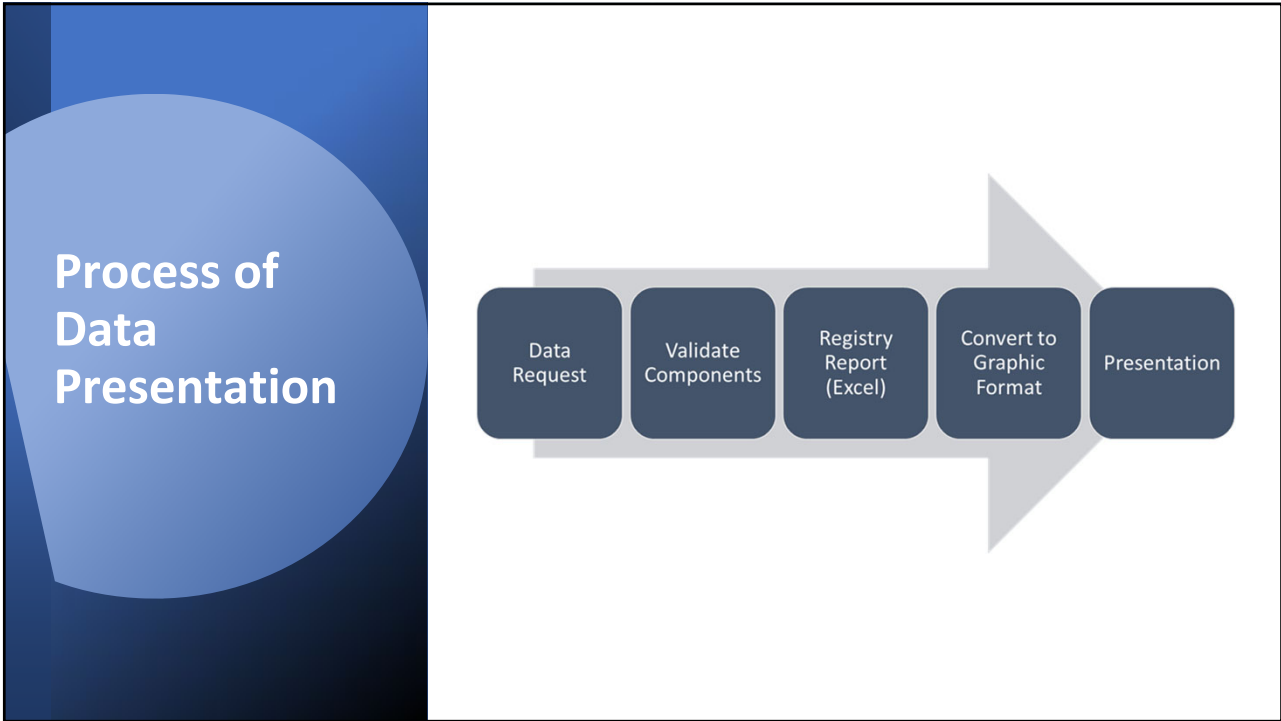 Process of
Data
Presentation
Data
Request
Validate
Components
Registry
Report
(Excel)
Convert to
Graphic
Format
Presentation